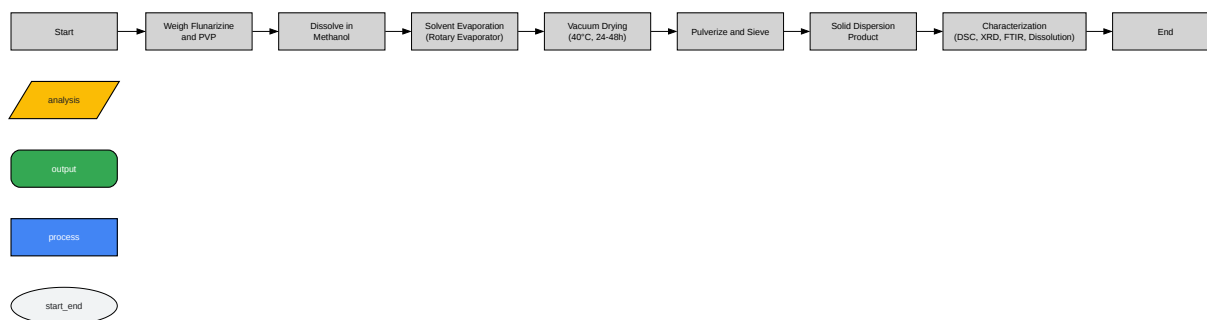 Start
Weigh Flunarizine
and PVP
Dissolve in
Methanol
Solvent Evaporation
(Rotary Evaporator)
Vacuum Drying
(40°C, 24-48h)
Pulverize and Sieve
Solid Dispersion
Product
Characterization
(DSC, XRD, FTIR, Dissolution)
End
analysis
output
process
start_end